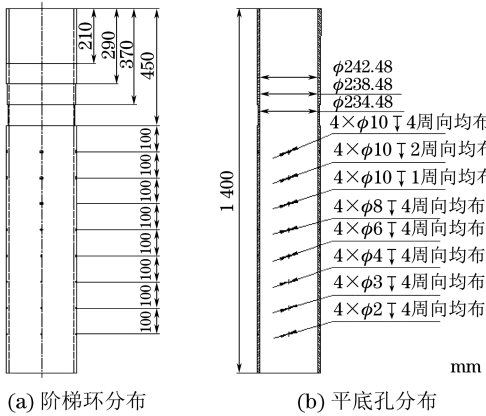 210
290
370
450
100
100
100
100
100
100
100
100
1 400
ϕ242.48
ϕ238.48
ϕ234.48
4×ϕ10↧4周向均布
4×ϕ10↧2周向均布
4×ϕ10↧1周向均布
4×ϕ8↧4周向均布
4×ϕ6↧4周向均布
4×ϕ4↧4周向均布
4×ϕ3↧4周向均布
4×ϕ2↧4周向均布
mm
(a) 阶梯环分布
(b) 平底孔分布